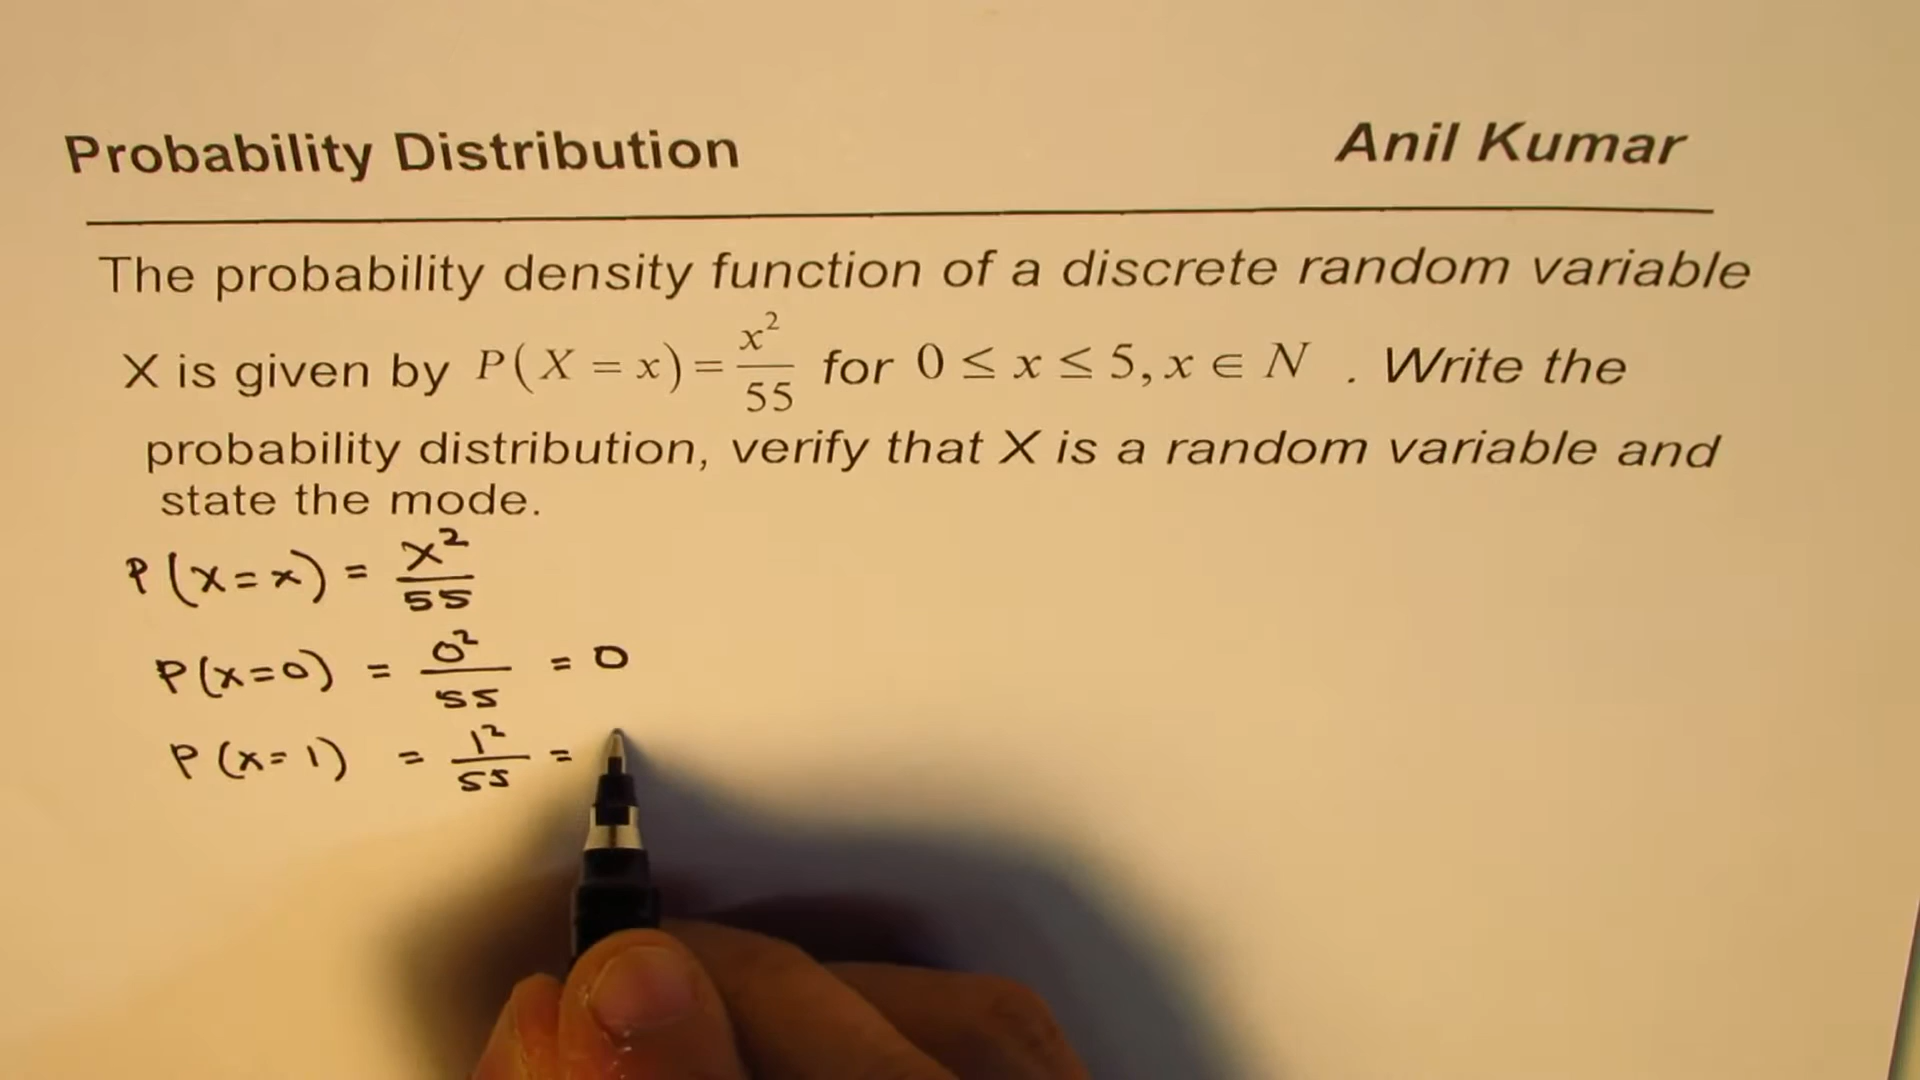 Probability Distribution Anil Kumar
The probability density function of a discrete random variable
X is given by P(X = x) = x²/55 for 0 ≤ x ≤ 5, x ∈ N . Write the
probability distribution, verify that X is a random variable and
state the mode.
P(X=x) = x²/55
P(x=0) = 0²/55 = 0
P(x=1) = 1²/55 =